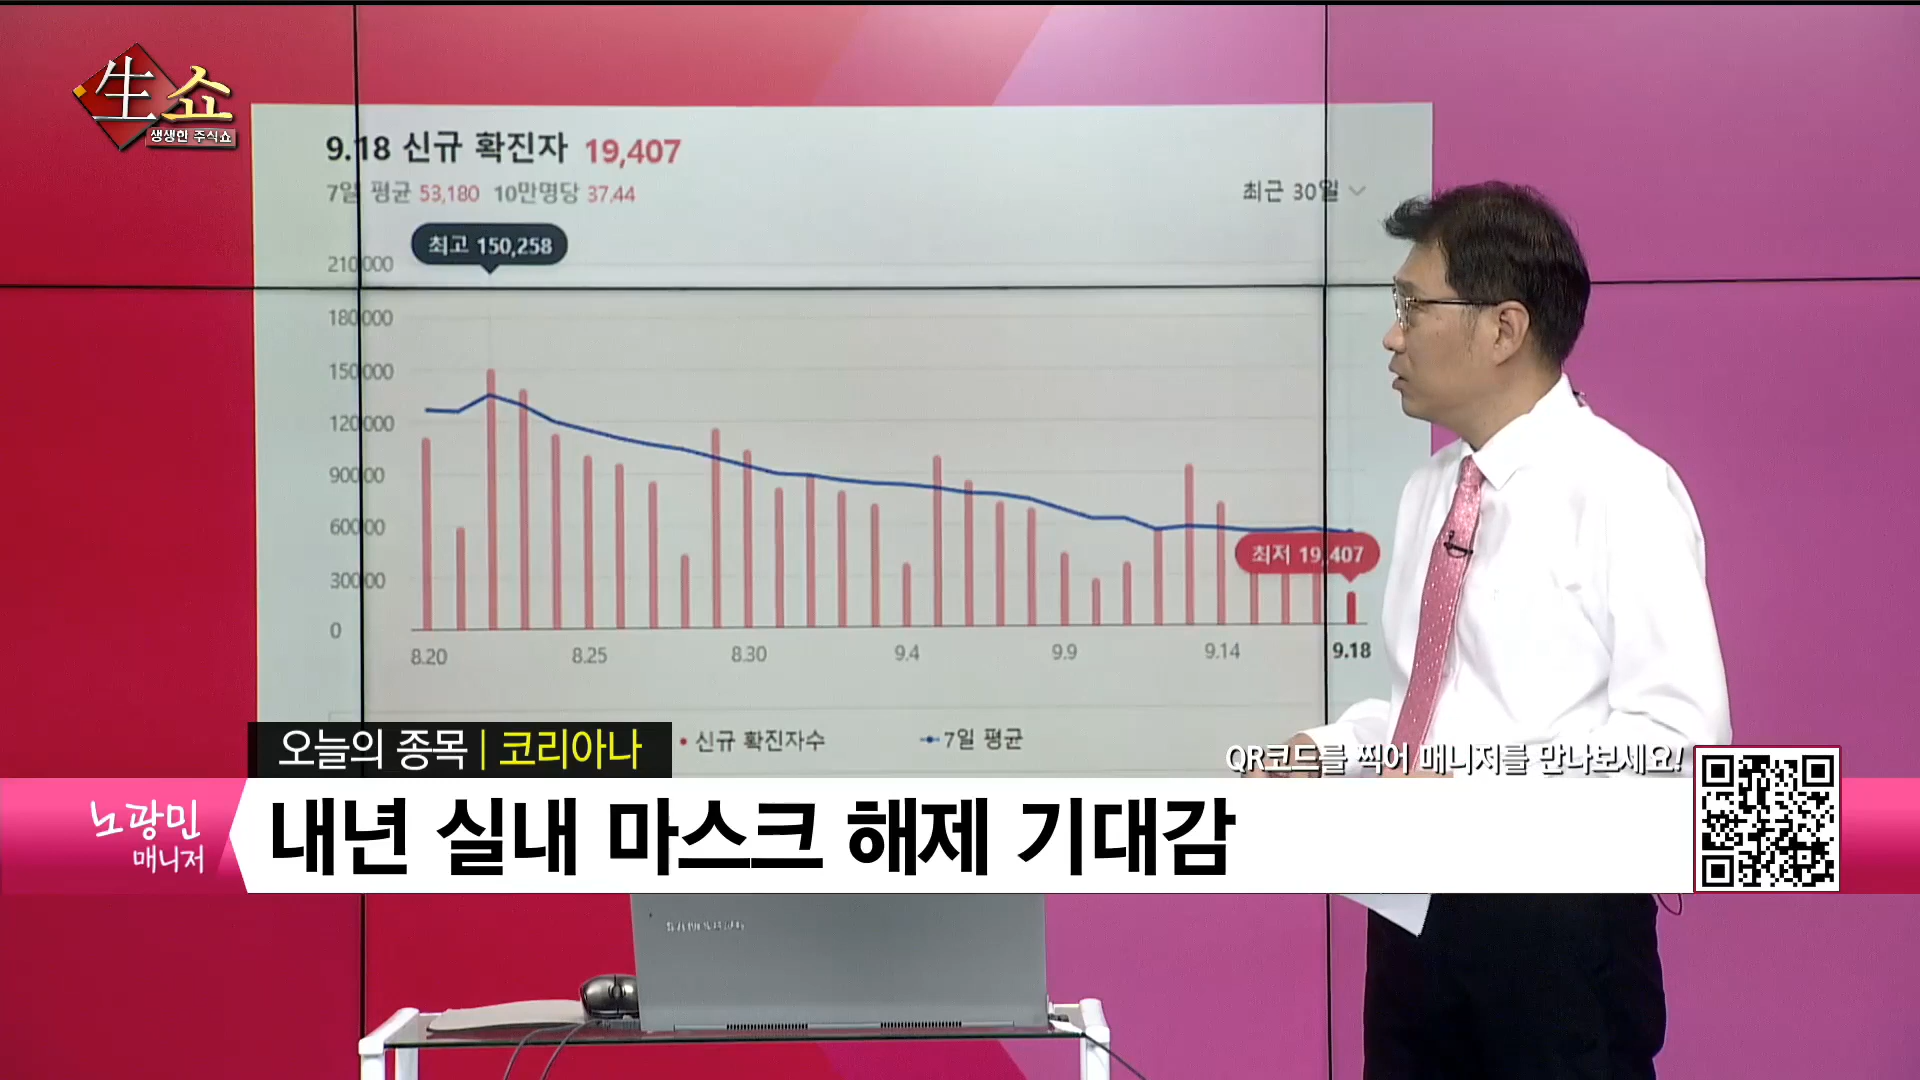 生쇼
생생한 주식쇼
9.18 신규 확진자 19,407
7일 평균 53,180 10만명당 37.44
최근 30일
최고 150,258
210000
180000
150000
120000
90000
60000
30000
0
최저 19,407
8.20 8.25 8.30 9.4 9.9 9.14 9.18
신규 확진자수 7일 평균
오늘의 종목 | 코리아나
QR코드를 찍어 매니저를 만나보세요!
노광민
매니저
내년 실내 마스크 해제 기대감